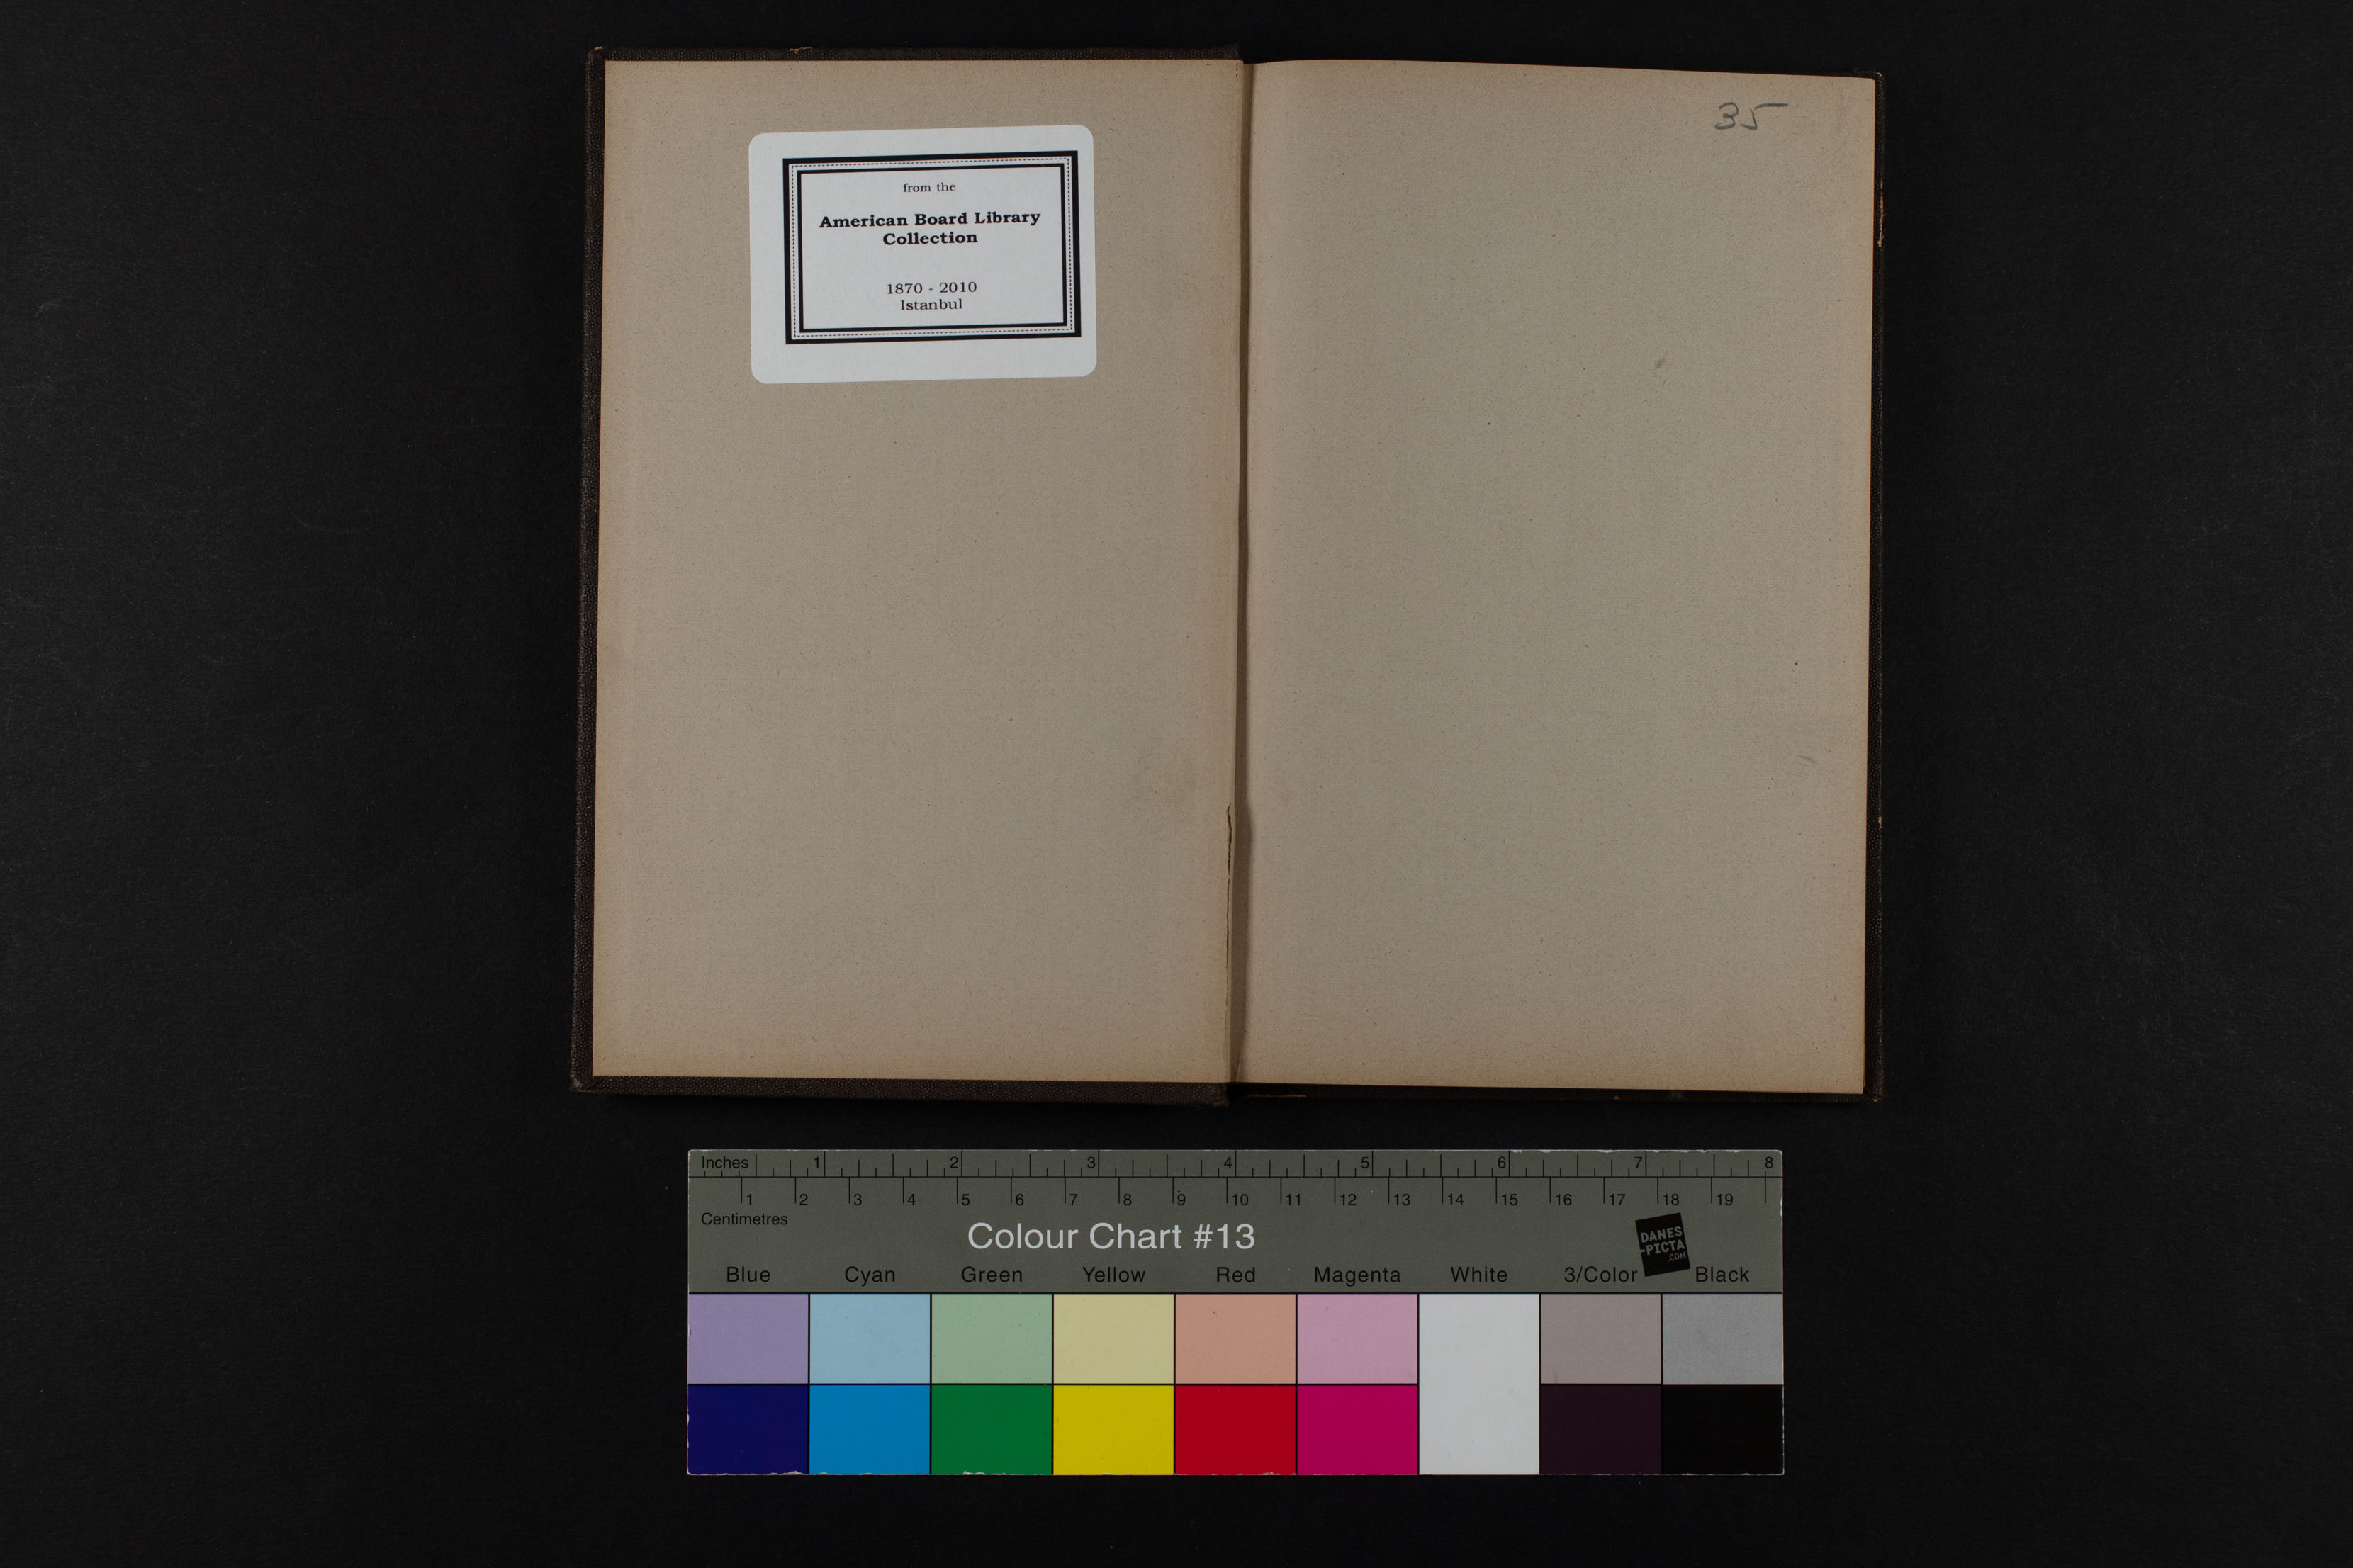 from the
American Board Library
Collection
1870 - 2010
Istanbul
35
Inches 1 2 3 4 5 6 7 8
1 2 3 4 5 6 7 8 9 10 11 12 13 14 15 16 17 18 19
Centimetres
Colour Chart #13
DANES
-PICTA
.COM
Blue Cyan Green Yellow Red Magenta White 3/Color Black